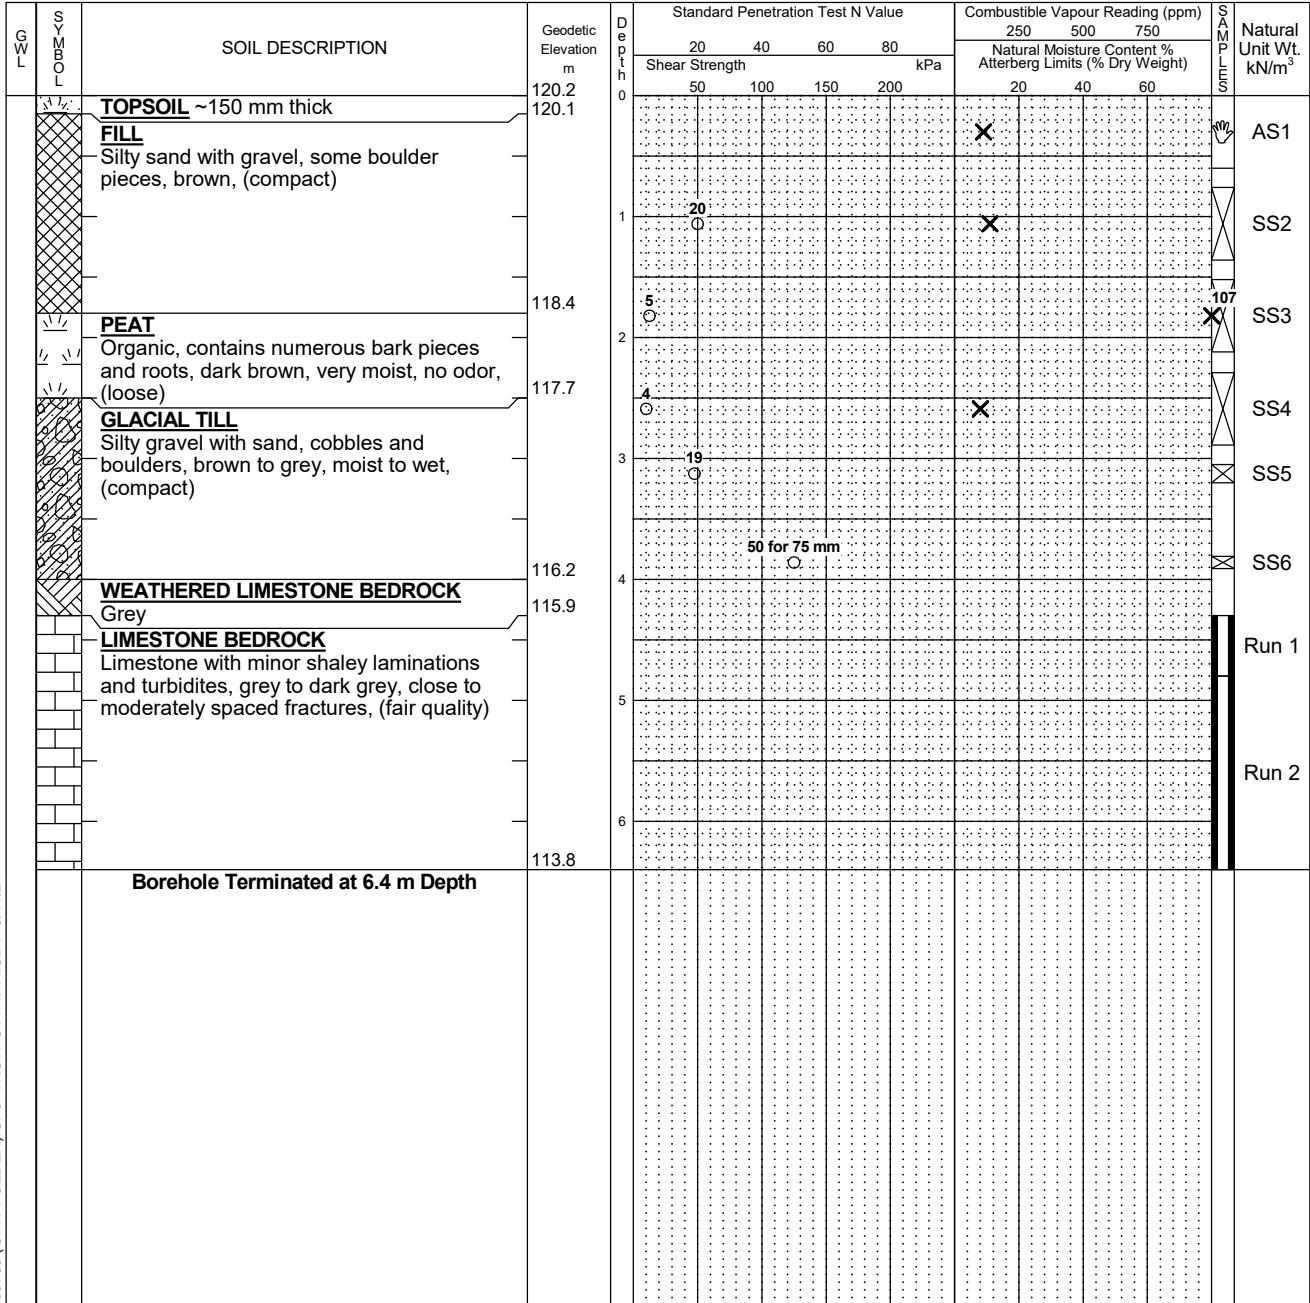 GWL
SYMBOL
SOIL DESCRIPTION
Geodetic
Elevation
m
120.2
Depth
Standard Penetration Test N Value
20 40 60 80
Shear Strength kPa
50 100 150 200
Combustible Vapour Reading (ppm)
250 500 750
Natural Moisture Content %
Atterberg Limits (% Dry Weight)
20 40 60
SAMPLES
Natural
Unit Wt.
kN/m³
0
TOPSOIL ~150 mm thick
120.1
FILL
Silty sand with gravel, some boulder
pieces, brown, (compact)
AS1
20
1
SS2
118.4
5
107
SS3
PEAT
Organic, contains numerous bark pieces
and roots, dark brown, very moist, no odor,
(loose)
2
117.7
4
SS4
GLACIAL TILL
Silty gravel with sand, cobbles and
boulders, brown to grey, moist to wet,
(compact)
3
19
SS5
50 for 75 mm
SS6
116.2
4
WEATHERED LIMESTONE BEDROCK
Grey
115.9
LIMESTONE BEDROCK
Limestone with minor shaley laminations
and turbidites, grey to dark grey, close to
moderately spaced fractures, (fair quality)
Run 1
5
Run 2
6
113.8
Borehole Terminated at 6.4 m Depth